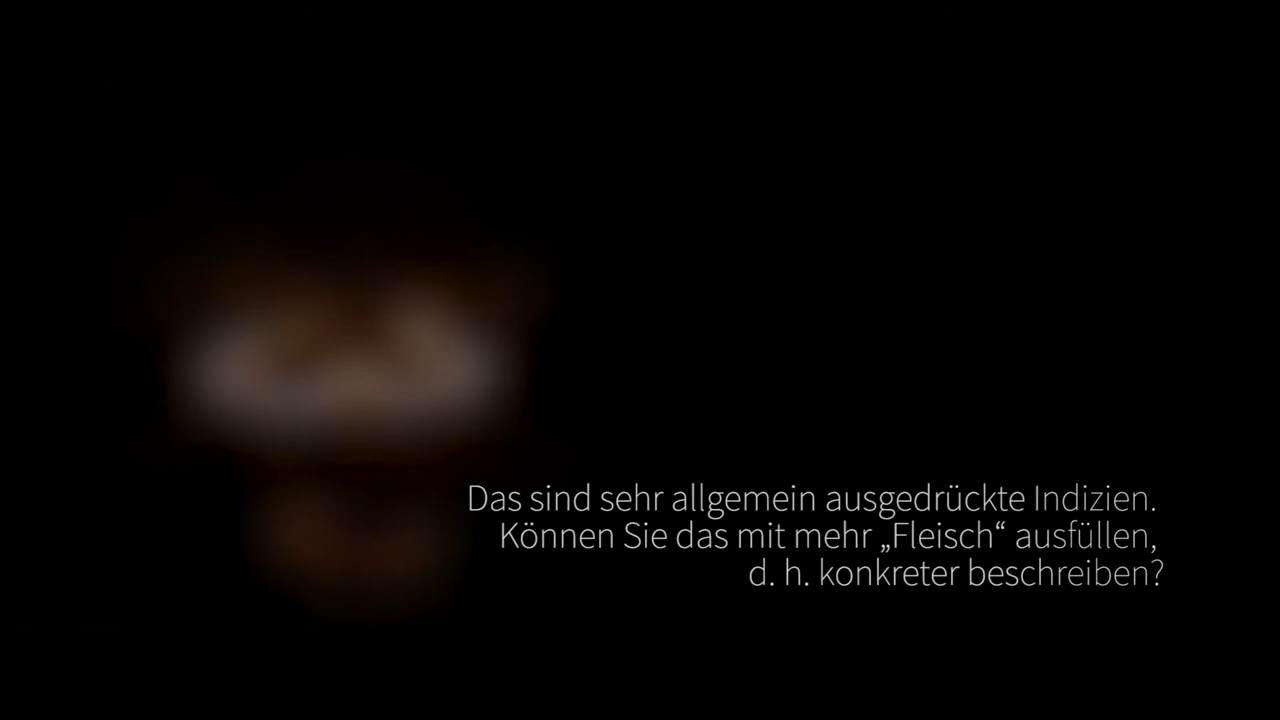 Das sind sehr allgemein ausgedrückte Indizien.
Können Sie das mit mehr „Fleisch“ ausfüllen,
d. h. konkreter beschreiben?